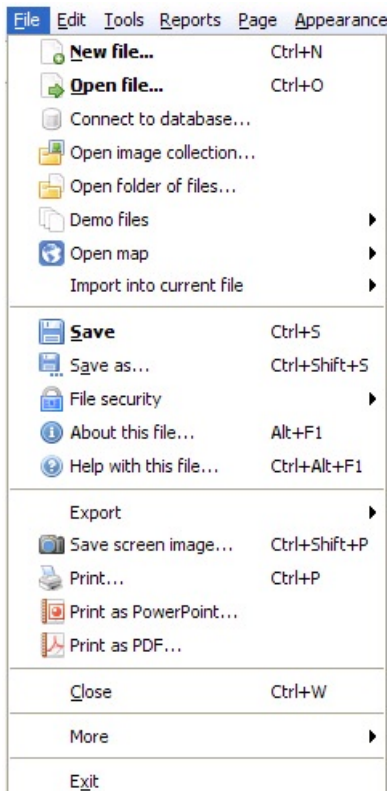 File Edit Tools Reports Page Appearance
New file... Ctrl+N
Open file... Ctrl+O
Connect to database...
Open image collection...
Open folder of files...
Demo files
Open map
Import into current file
Save Ctrl+S
Save as... Ctrl+Shift+S
File security
About this file... Alt+F1
Help with this file... Ctrl+Alt+F1
Export
Save screen image... Ctrl+Shift+P
Print... Ctrl+P
Print as PowerPoint...
Print as PDF...
Close Ctrl+W
More
Exit